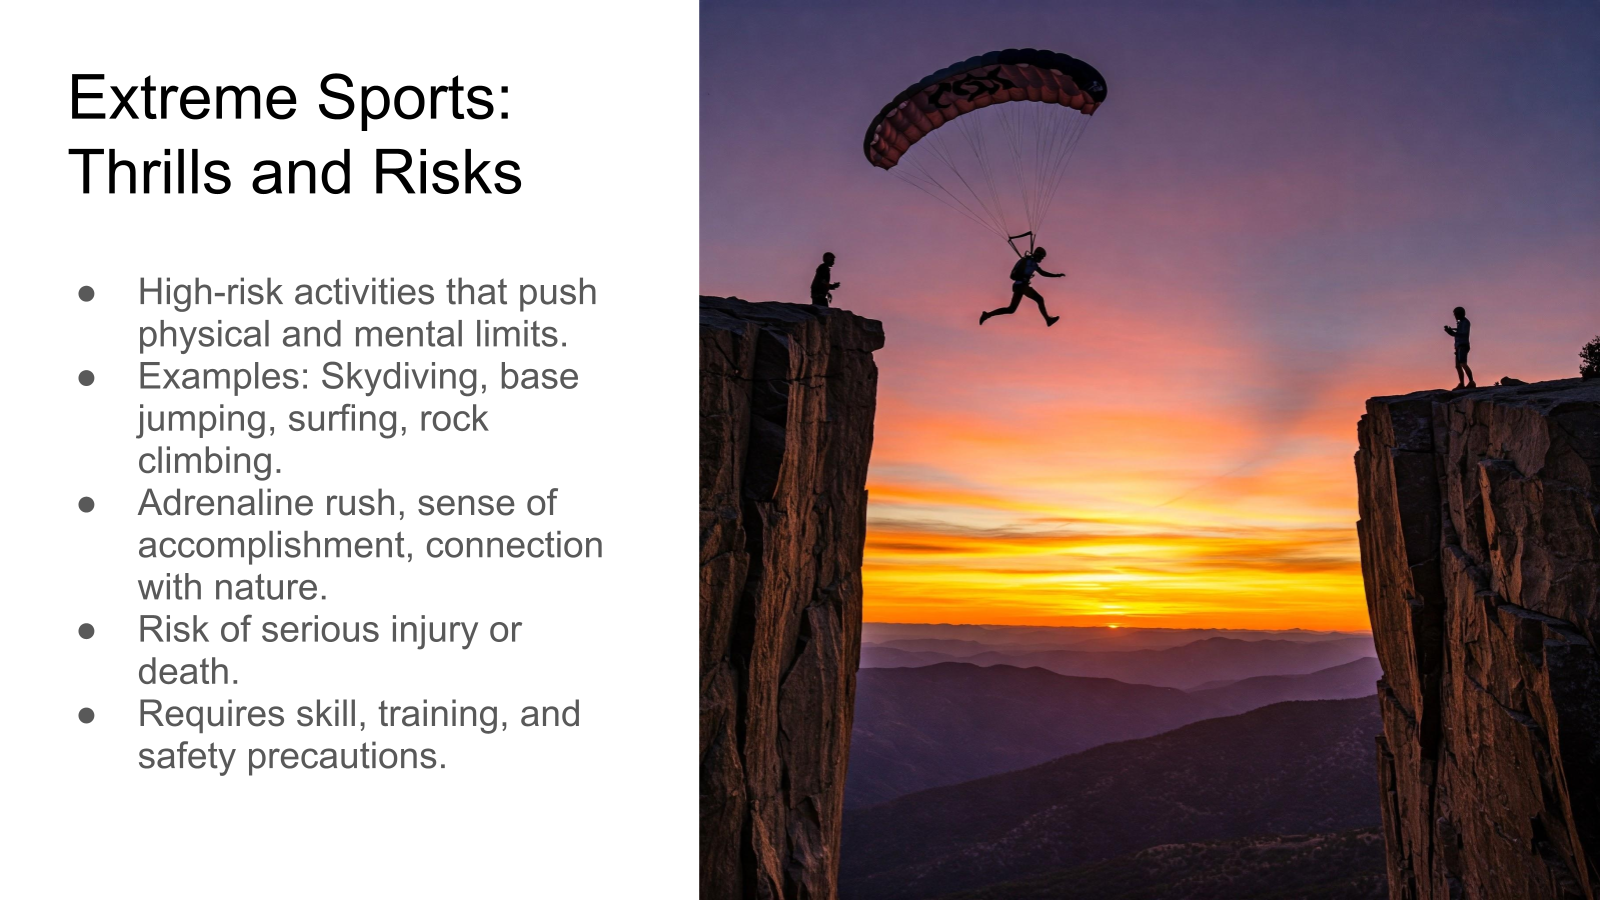 Extreme Sports:
Thrills and Risks
● High-risk activities that push
physical and mental limits.
● Examples: Skydiving, base
jumping, surfing, rock
climbing.
● Adrenaline rush, sense of
accomplishment, connection
with nature.
● Risk of serious injury or
death.
● Requires skill, training, and
safety precautions.